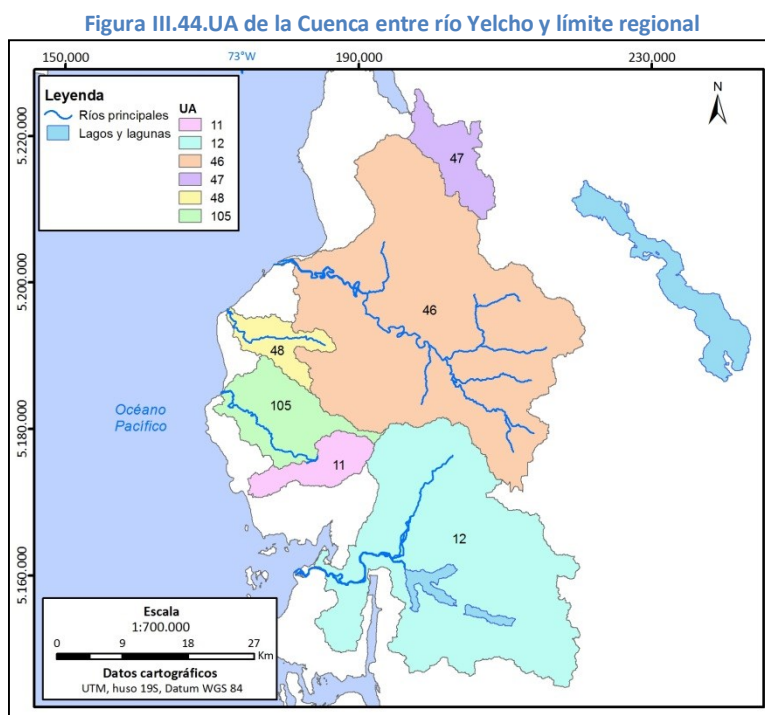 Figura III.44.UA de la Cuenca entre río Yelcho y límite regional
150.000
73°W
190.000
230.000
Leyenda
Ríos principales
Lagos y lagunas
UA
11
12
46
47
48
105
N
5.220.000
5.200.000
5.180.000
5.160.000
47
46
48
105
11
12
Océano
Pacífico
Escala
1:700.000
0 9 18 27
Km
Datos cartográficos
UTM, huso 19S, Datum WGS 84